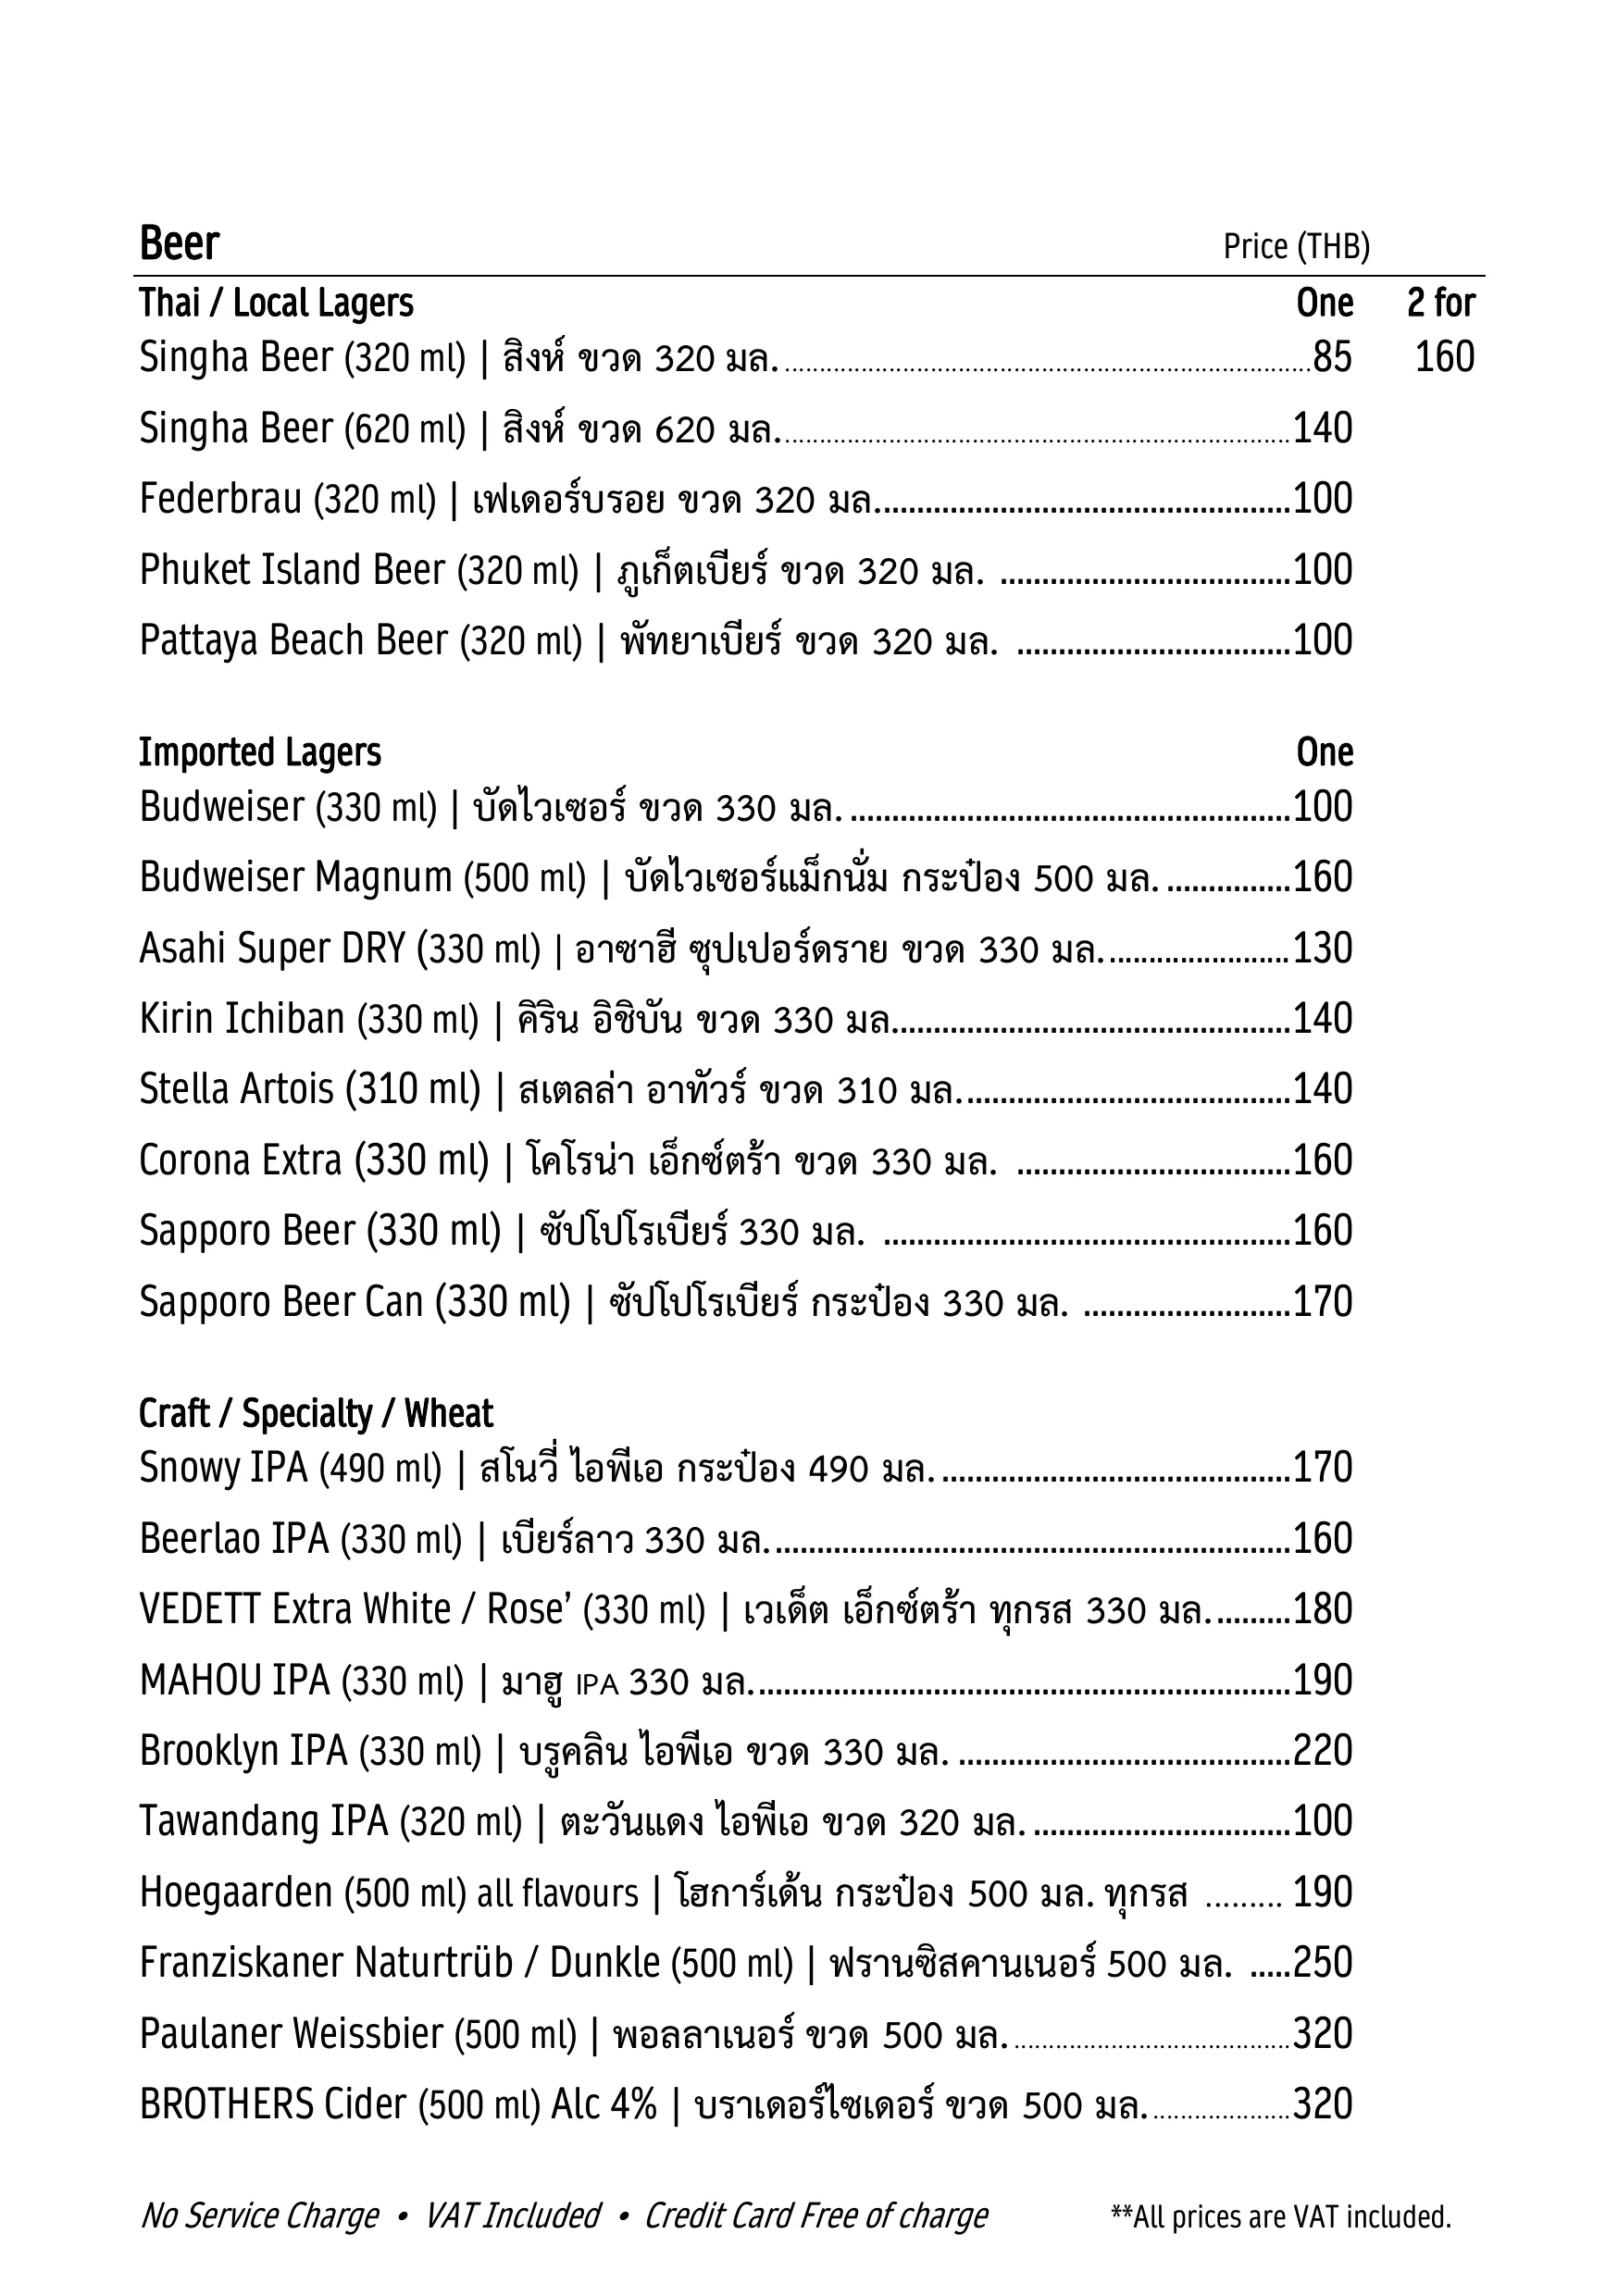 Beer Price (THB)
Thai / Local Lagers One 2 for
Singha Beer (320 ml) | สิงห์ ขวด 320 มล. 85 160
Singha Beer (620 ml) | สิงห์ ขวด 620 มล. 140
Federbrau (320 ml) | เฟเดอร์บรอย ขวด 320 มล. 100
Phuket Island Beer (320 ml) | ภูเก็ตเบียร์ ขวด 320 มล. 100
Pattaya Beach Beer (320 ml) | พัทยาเบียร์ ขวด 320 มล. 100
Imported Lagers One
Budweiser (330 ml) | บัดไวเซอร์ ขวด 330 มล. 100
Budweiser Magnum (500 ml) | บัดไวเซอร์แม็กนั่ม กระป๋อง 500 มล. 160
Asahi Super DRY (330 ml) | อาซาฮี ซุปเปอร์ดราย ขวด 330 มล. 130
Kirin Ichiban (330 ml) | คิริน อิชิบัน ขวด 330 มล. 140
Stella Artois (310 ml) | สเตลล่า อาทัวร์ ขวด 310 มล. 140
Corona Extra (330 ml) | โคโรน่า เอ็กซ์ตร้า ขวด 330 มล. 160
Sapporo Beer (330 ml) | ซัปโปโรเบียร์ 330 มล. 160
Sapporo Beer Can (330 ml) | ซัปโปโรเบียร์ กระป๋อง 330 มล. 170
Craft / Specialty / Wheat
Snowy IPA (490 ml) | สโนวี่ ไอพีเอ กระป๋อง 490 มล. 170
Beerlao IPA (330 ml) | เบียร์ลาว 330 มล. 160
VEDETT Extra White / Rose’ (330 ml) | เวเด็ต เอ็กซ์ตร้า ทุกรส 330 มล. 180
MAHOU IPA (330 ml) | มาฮู IPA 330 มล. 190
Brooklyn IPA (330 ml) | บรูคลิน ไอพีเอ ขวด 330 มล. 220
Tawandang IPA (320 ml) | ตะวันแดง ไอพีเอ ขวด 320 มล. 100
Hoegaarden (500 ml) all flavours | โฮการ์เด้น กระป๋อง 500 มล. ทุกรส 190
Franziskaner Naturtrüb / Dunkle (500 ml) | ฟรานซิสคานเนอร์ 500 มล. 250
Paulaner Weissbier (500 ml) | พอลลาเนอร์ ขวด 500 มล. 320
BROTHERS Cider (500 ml) Alc 4% | บราเดอร์ไซเดอร์ ขวด 500 มล. 320
No Service Charge • VAT Included • Credit Card Free of charge **All prices are VAT included.